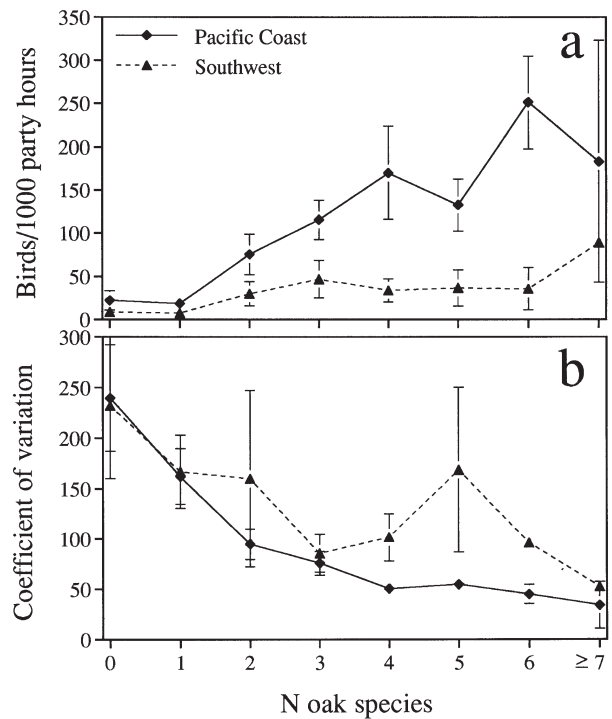 350
300
250
200
150
100
50
0
Birds/1000 party hours
Pacific Coast
Southwest
a
300
250
200
150
100
50
0
Coefficient of variation
b
0 1 2 3 4 5 6 ≥ 7
N oak species